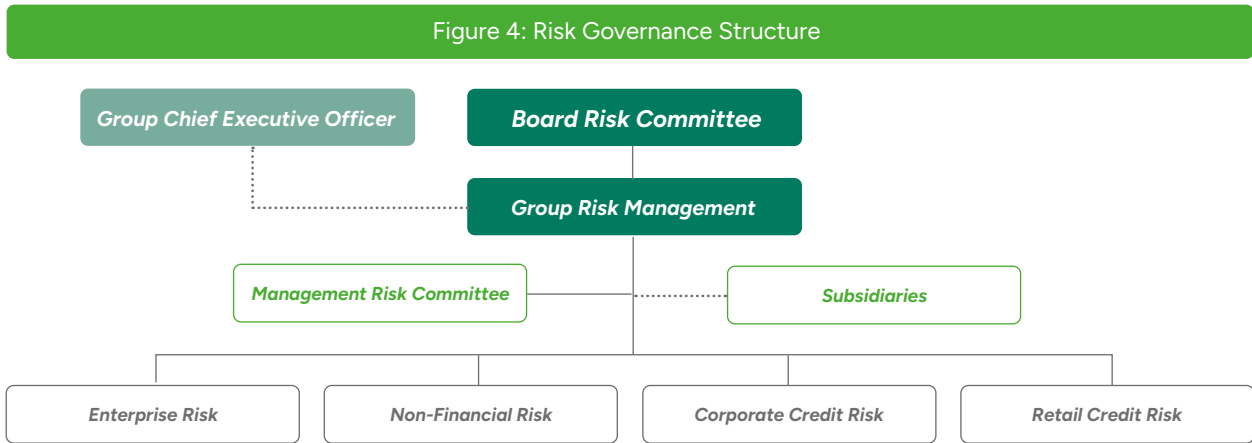 Figure 4: Risk Governance Structure
Group Chief Executive Officer
Board Risk Committee
Group Risk Management
Management Risk Committee
Subsidiaries
Enterprise Risk
Non-Financial Risk
Corporate Credit Risk
Retail Credit Risk